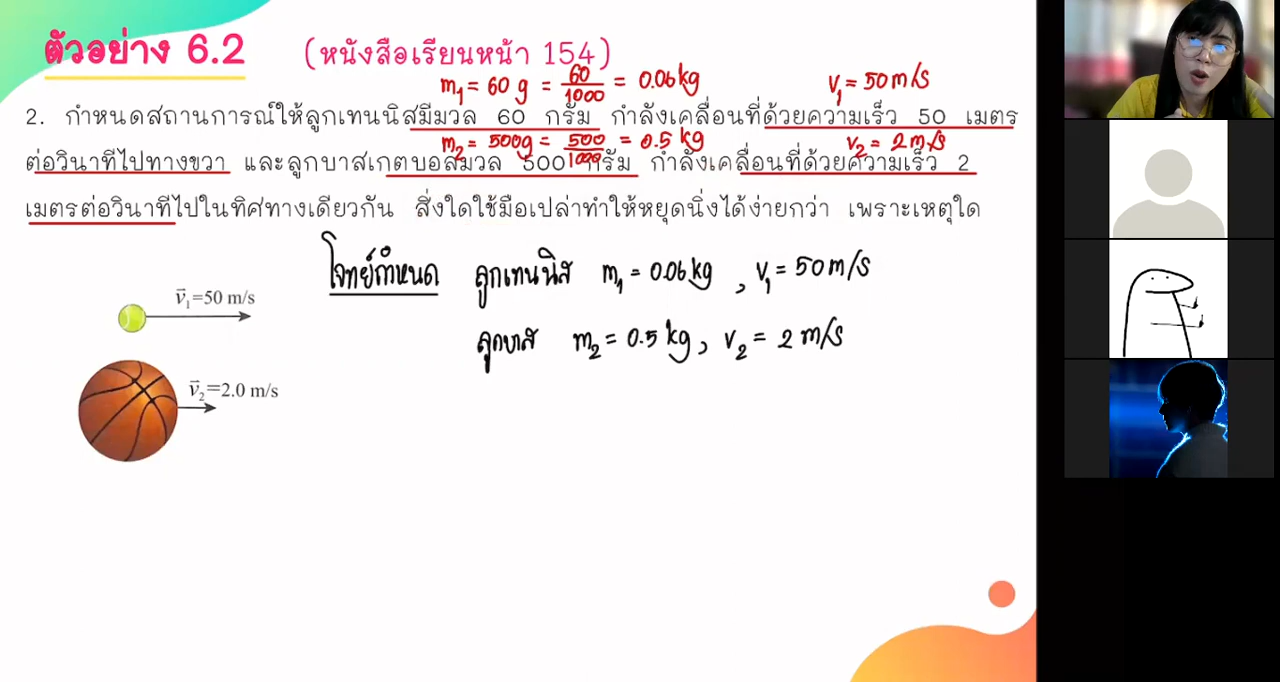 ตัวอย่าง 6.2 (หนังสือเรียนหน้า 154)
m₁ = 60 g = 60/1000 = 0.06 kg v₁ = 50 m/s
2. กำหนดสถานการณ์ให้ลูกเทนนิสมีมวล 60 กรัม กำลังเคลื่อนที่ด้วยความเร็ว 50 เมตร
m₂ = 500g = 500/1000 = 0.5 kg v₂ = 2 m/s
ต่อวินาทีไปทางขวา และลูกบาสเกตบอลมวล 500 กรัม กำลังเคลื่อนที่ด้วยความเร็ว 2
เมตรต่อวินาทีไปในทิศทางเดียวกัน สิ่งใดใช้มือเปล่าทำให้หยุดนิ่งได้ง่ายกว่า เพราะเหตุใด
โจทย์กำหนด ลูกเทนนิส m₁ = 0.06 kg , v₁ = 50 m/s
ลูกบาส m₂ = 0.5 kg , v₂ = 2 m/s
v⃗₁=50 m/s
v⃗₂=2.0 m/s